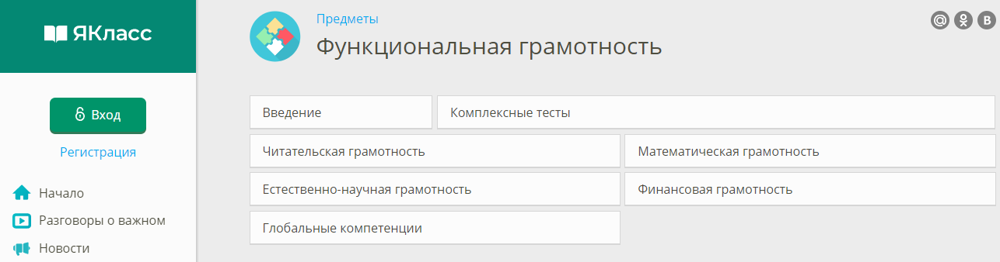 ЯКласс
Вход
Регистрация
Начало
Разговоры о важном
Новости
Предметы
Функциональная грамотность
Введение
Комплексные тесты
Читательская грамотность
Математическая грамотность
Естественно-научная грамотность
Финансовая грамотность
Глобальные компетенции